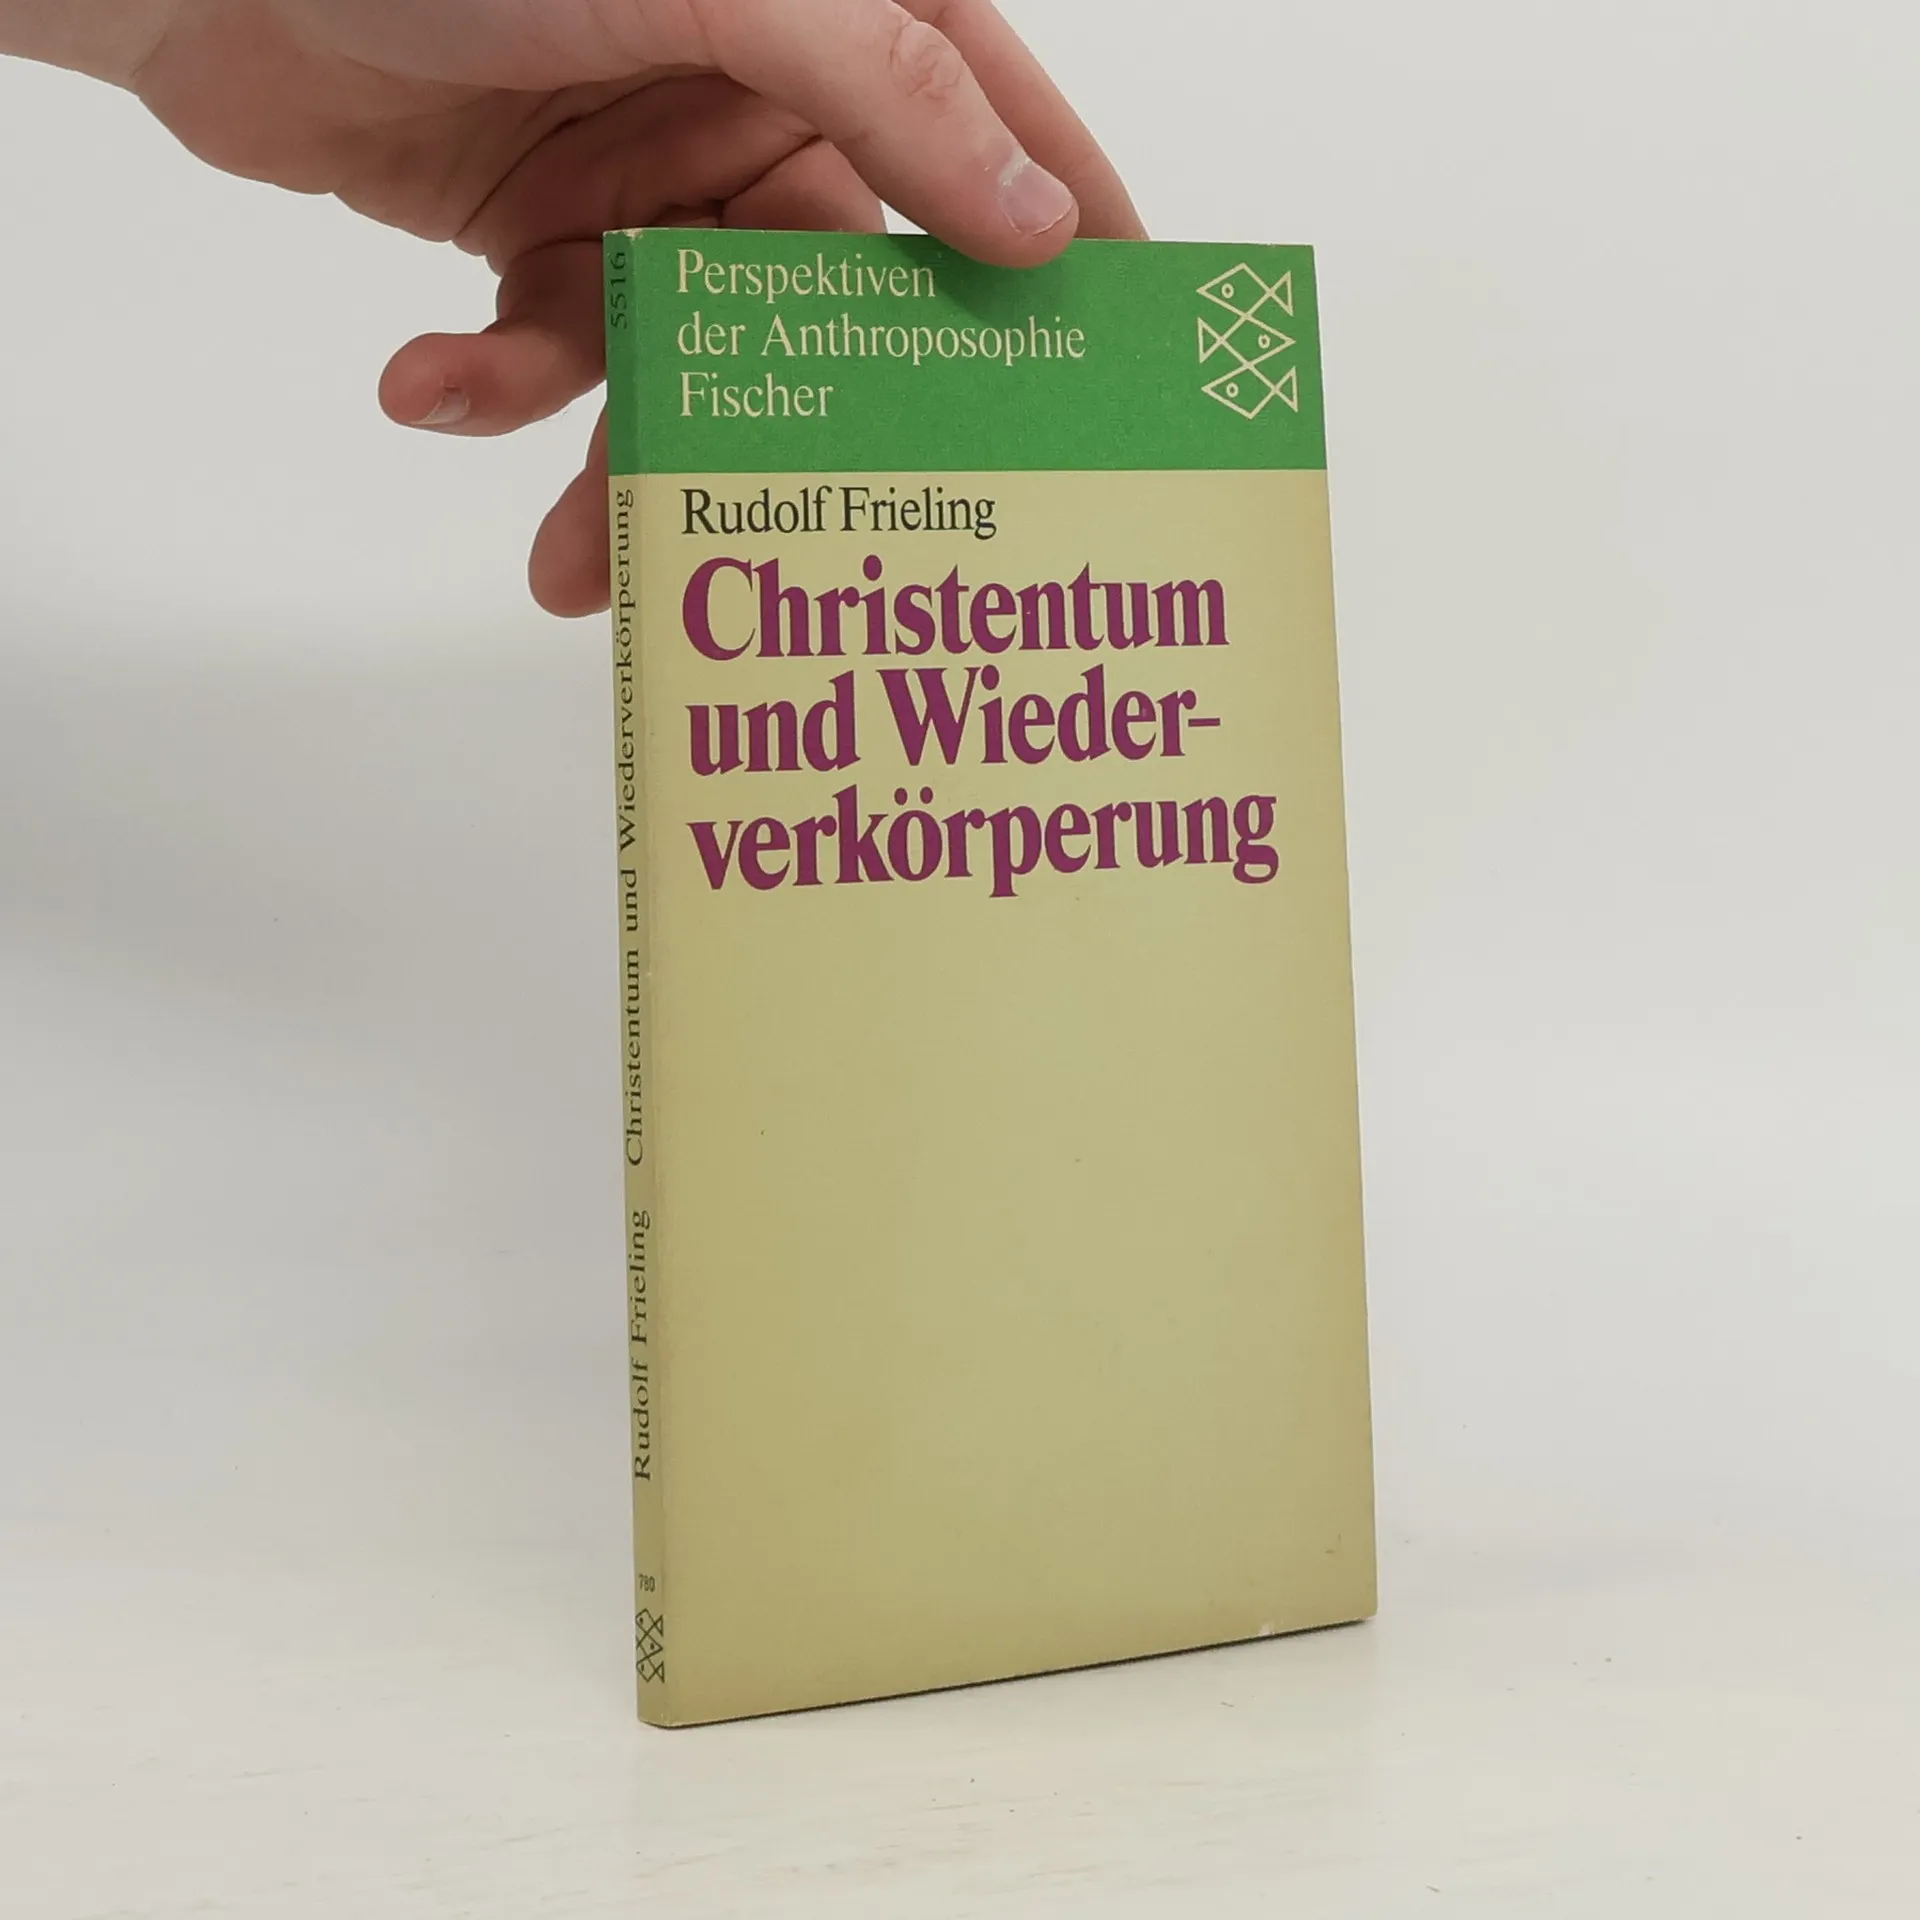 Perspektiven
der Anthroposophie
Fischer
Rudolf Frieling
Christentum
und Wieder-
verkörperung
5516
Rudolf Frieling Christentum und Wiederverkörperung
780